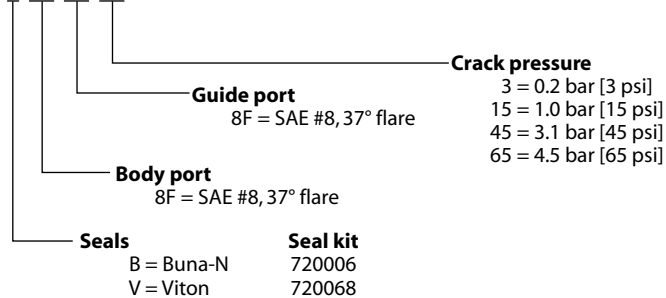 Crack pressure
3 = 0.2 bar [3 psi]
15 = 1.0 bar [15 psi]
45 = 3.1 bar [45 psi]
65 = 4.5 bar [65 psi]
Guide port
8F = SAE #8, 37° flare
Body port
8F = SAE #8, 37° flare
Seals Seal kit
B = Buna-N 720006
V = Viton 720068